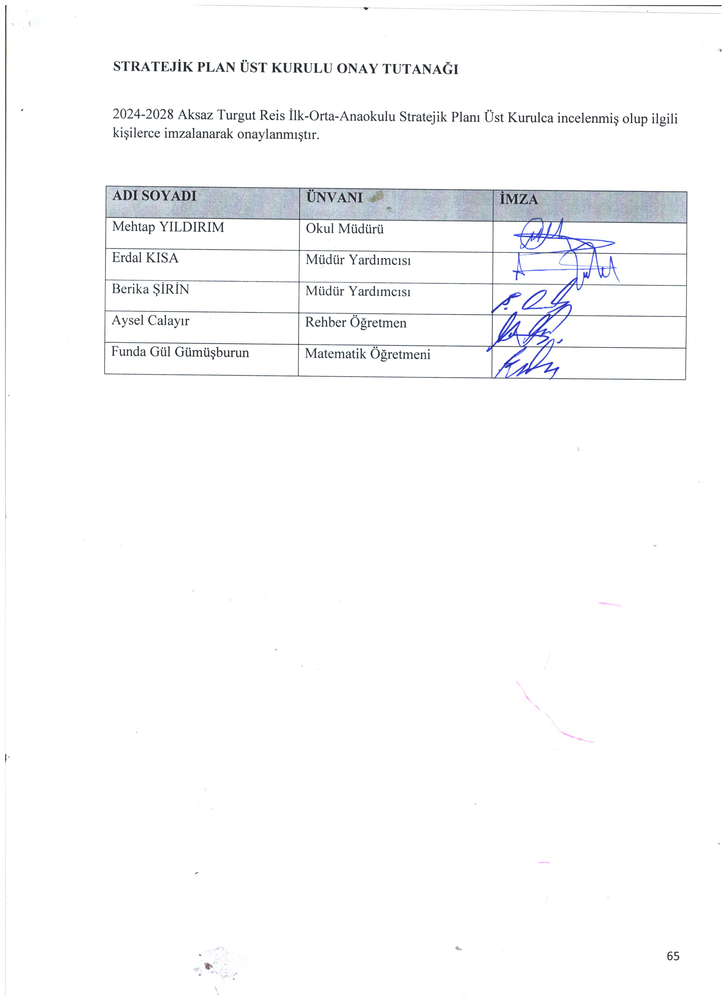 STRATEJİK PLAN ÜST KURULU ONAY TUTANAĞI
2024-2028 Aksaz Turgut Reis İlk-Orta-Anaokulu Stratejik Planı Üst Kurulca incelenmiş olup ilgili
kişilerce imzalanarak onaylanmıştır.
ADI SOYADI ÜNVANI İMZA
Mehtap YILDIRIM Okul Müdürü
Erdal KISA Müdür Yardımcısı
Berika ŞİRİN Müdür Yardımcısı
Aysel Calayır Rehber Öğretmen
Funda Gül Gümüşburun Matematik Öğretmeni
65